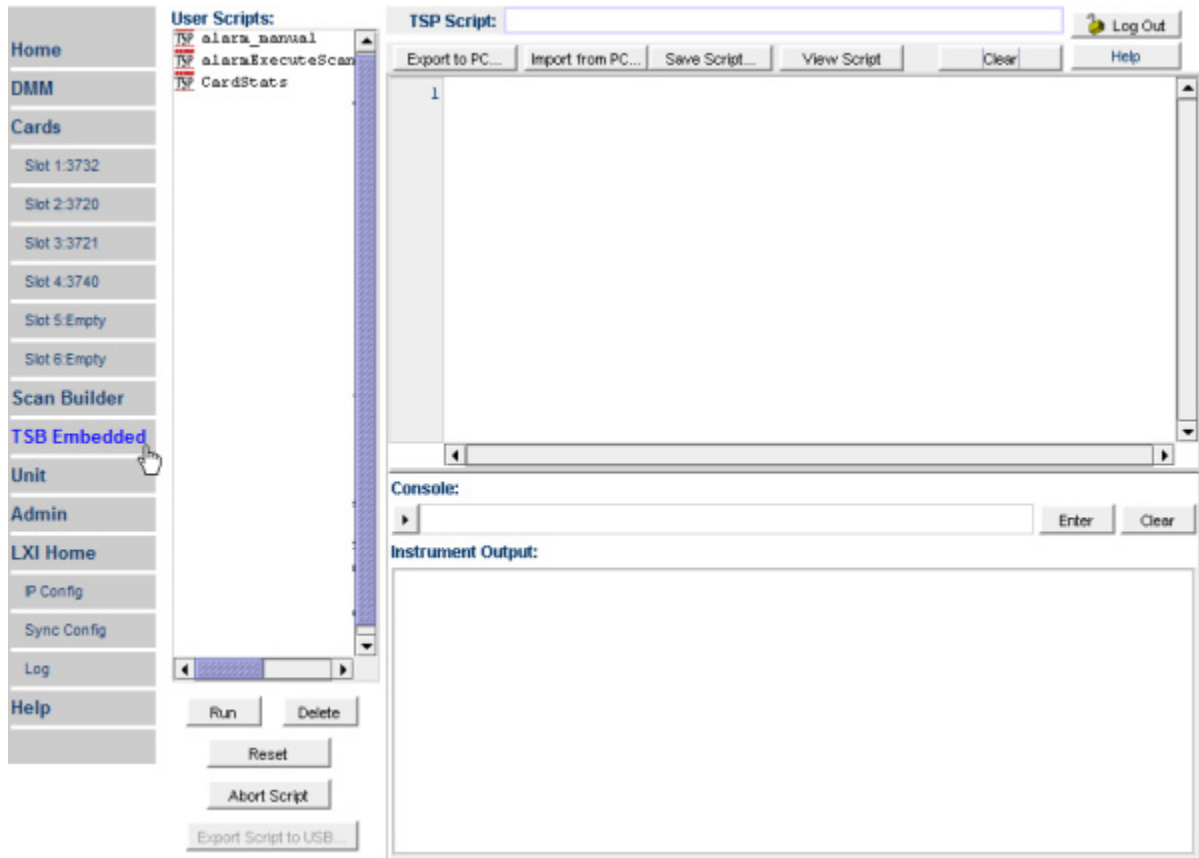 Home
DMM
Cards
Slot 1:3732
Slot 2:3720
Slot 3:3721
Slot 4:3740
Slot 5:Empty
Slot 6:Empty
Scan Builder
TSB Embedded
Unit
Admin
LXI Home
IP Config
Sync Config
Log
Help
User Scripts:
TSP alarm_manual
TSP alarmExecuteScan
TSP CardStats
Run
Delete
Reset
Abort Script
Export Script to USB...
TSP Script:
Log Out
Export to PC...
Import from PC...
Save Script...
View Script
Clear
Help
1
Console:
Enter
Clear
Instrument Output: